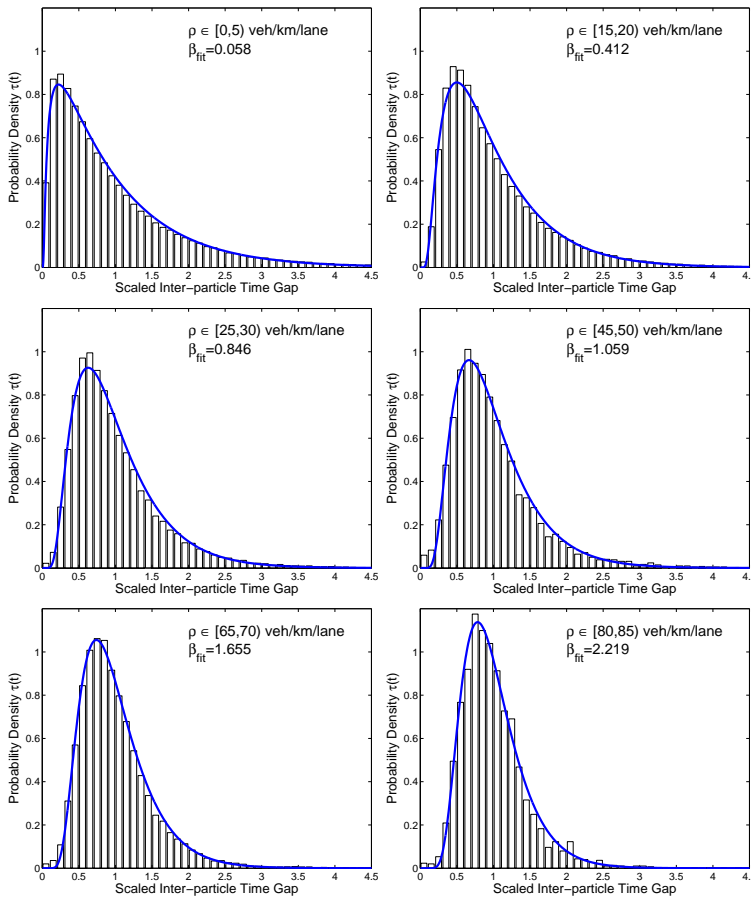 ρ ∈ [0,5) veh/km/lane
β_fit=0.058
Probability Density τ(t)
1
0.8
0.6
0.4
0.2
0
0 0.5 1 1.5 2 2.5 3 3.5 4 4.5
Scaled Inter−particle Time Gap
ρ ∈ [15,20) veh/km/lane
β_fit=0.412
Probability Density τ(t)
1
0.8
0.6
0.4
0.2
0
0 0.5 1 1.5 2 2.5 3 3.5 4 4.
Scaled Inter−particle Time Gap
ρ ∈ [25,30) veh/km/lane
β_fit=0.846
Probability Density τ(t)
1
0.8
0.6
0.4
0.2
0
0 0.5 1 1.5 2 2.5 3 3.5 4 4.5
Scaled Inter−particle Time Gap
ρ ∈ [45,50) veh/km/lane
β_fit=1.059
Probability Density τ(t)
1
0.8
0.6
0.4
0.2
0
0 0.5 1 1.5 2 2.5 3 3.5 4 4.
Scaled Inter−particle Time Gap
ρ ∈ [65,70) veh/km/lane
β_fit=1.655
Probability Density τ(t)
1
0.8
0.6
0.4
0.2
0
0 0.5 1 1.5 2 2.5 3 3.5 4 4.5
Scaled Inter−particle Time Gap
ρ ∈ [80,85) veh/km/lane
β_fit=2.219
Probability Density τ(t)
1
0.8
0.6
0.4
0.2
0
0 0.5 1 1.5 2 2.5 3 3.5 4 4.
Scaled Inter−particle Time Gap